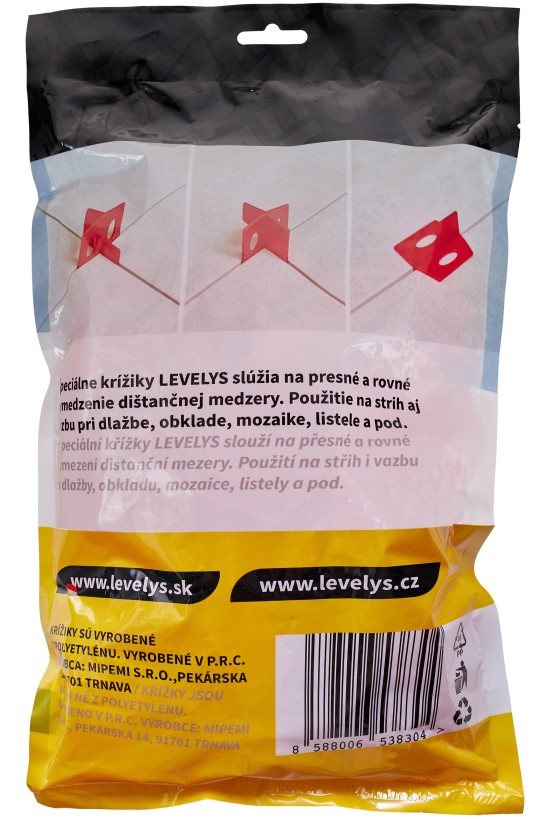 peciálne krížiky LEVELYS slúžia na presné a rovné
medzenie dištančnej medzery. Použitie na strih aj
zbu pri dlažbe, obklade, mozaike, listele a pod.
peciální křížky LEVELYS slouží na přesné a rovné
mezení distanční mezery. Použití na střih i vazbu
dlažby, obkladu, mozaice, listely a pod.
www.levelys.sk www.levelys.cz
KRÍŽIKY SÚ VYROBENÉ
POLYETYLÉNU. VYROBENÉ V P.R.C.
BCA: MIPEMI S.R.O.,PEKÁRSKA
701 TRNAVA / KŘÍŽKY JSOU
ENÉ Z POLYETYLENU.
ENO V P.R.C. VÝROBCE: MIPEMI
, PEKÁRSKA 14, 91701 TRNAVA
PP
8 588006 538304 >